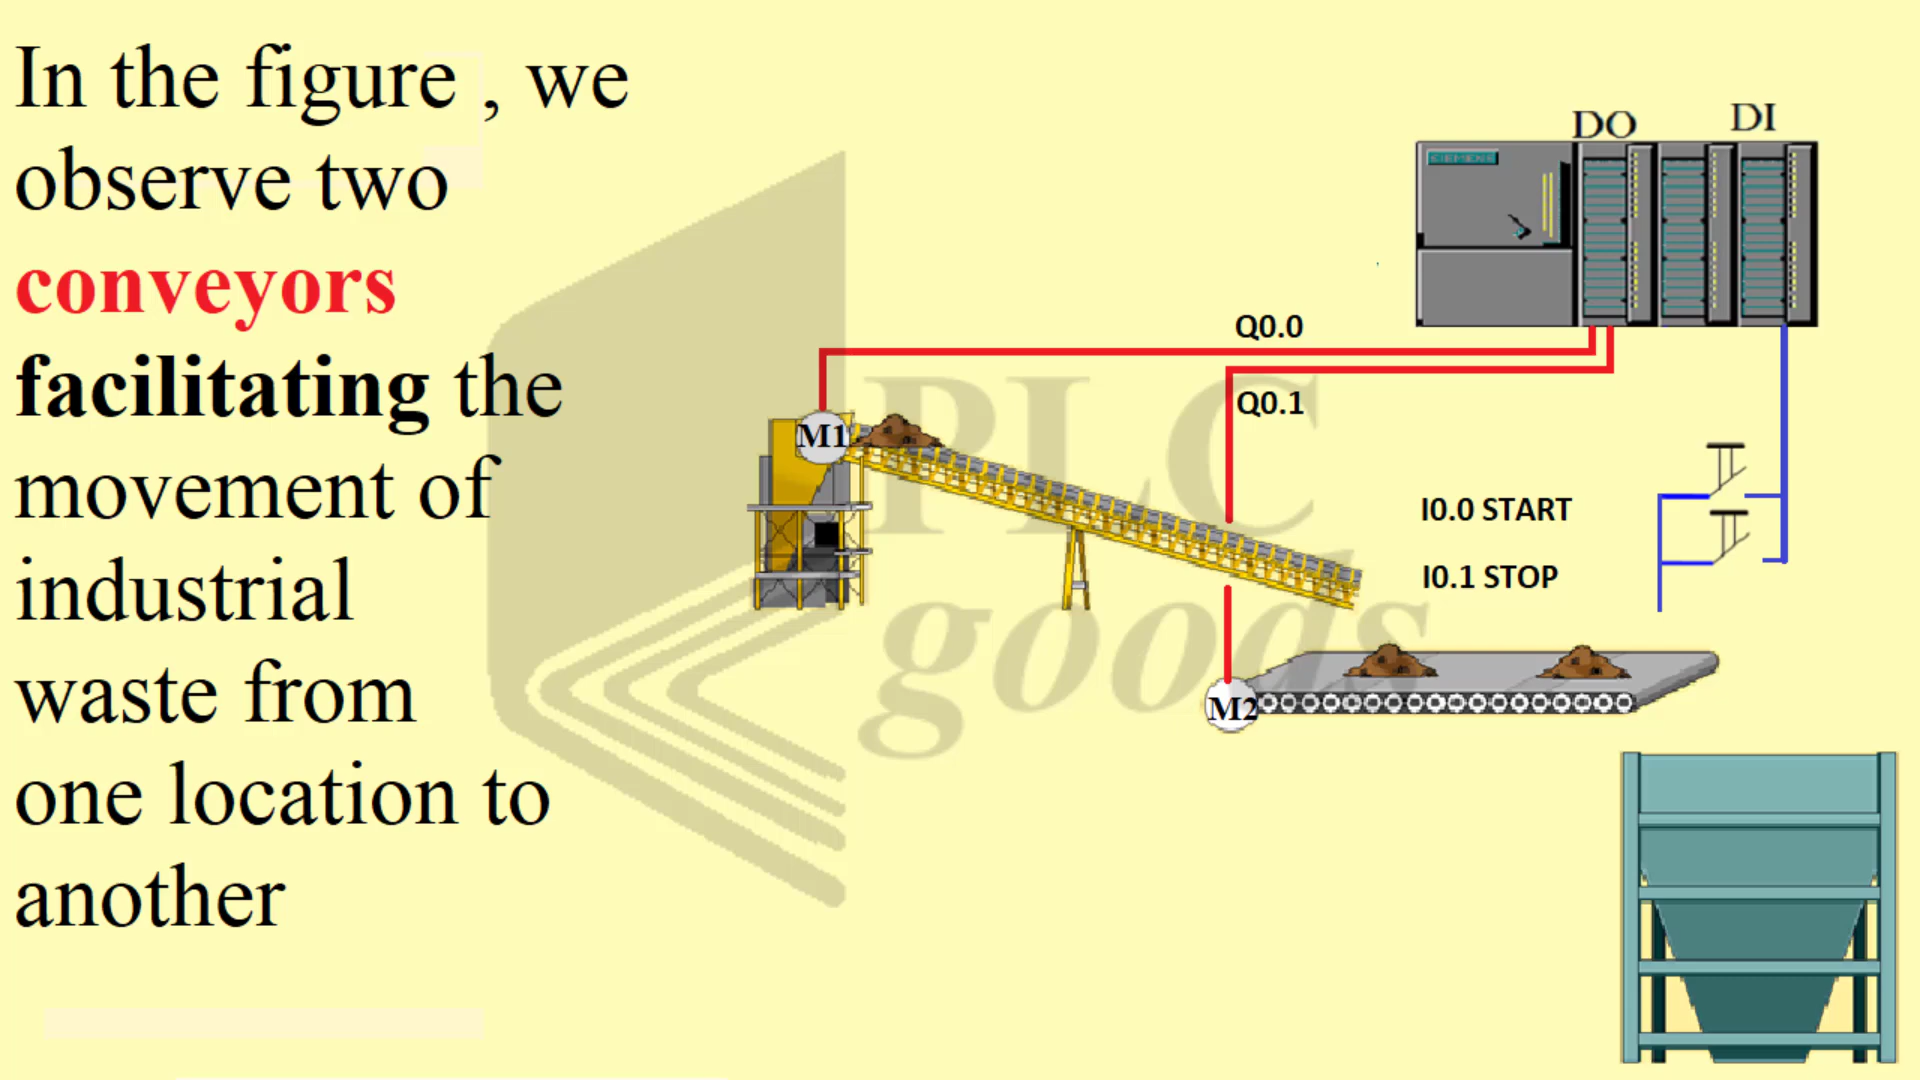 In the figure , we
observe two
conveyors
facilitating the
movement of
industrial
waste from
one location to
another
DO
DI
SIEMENS
Q0.0
Q0.1
M1
I0.0 START
I0.1 STOP
M2
PLC
goods